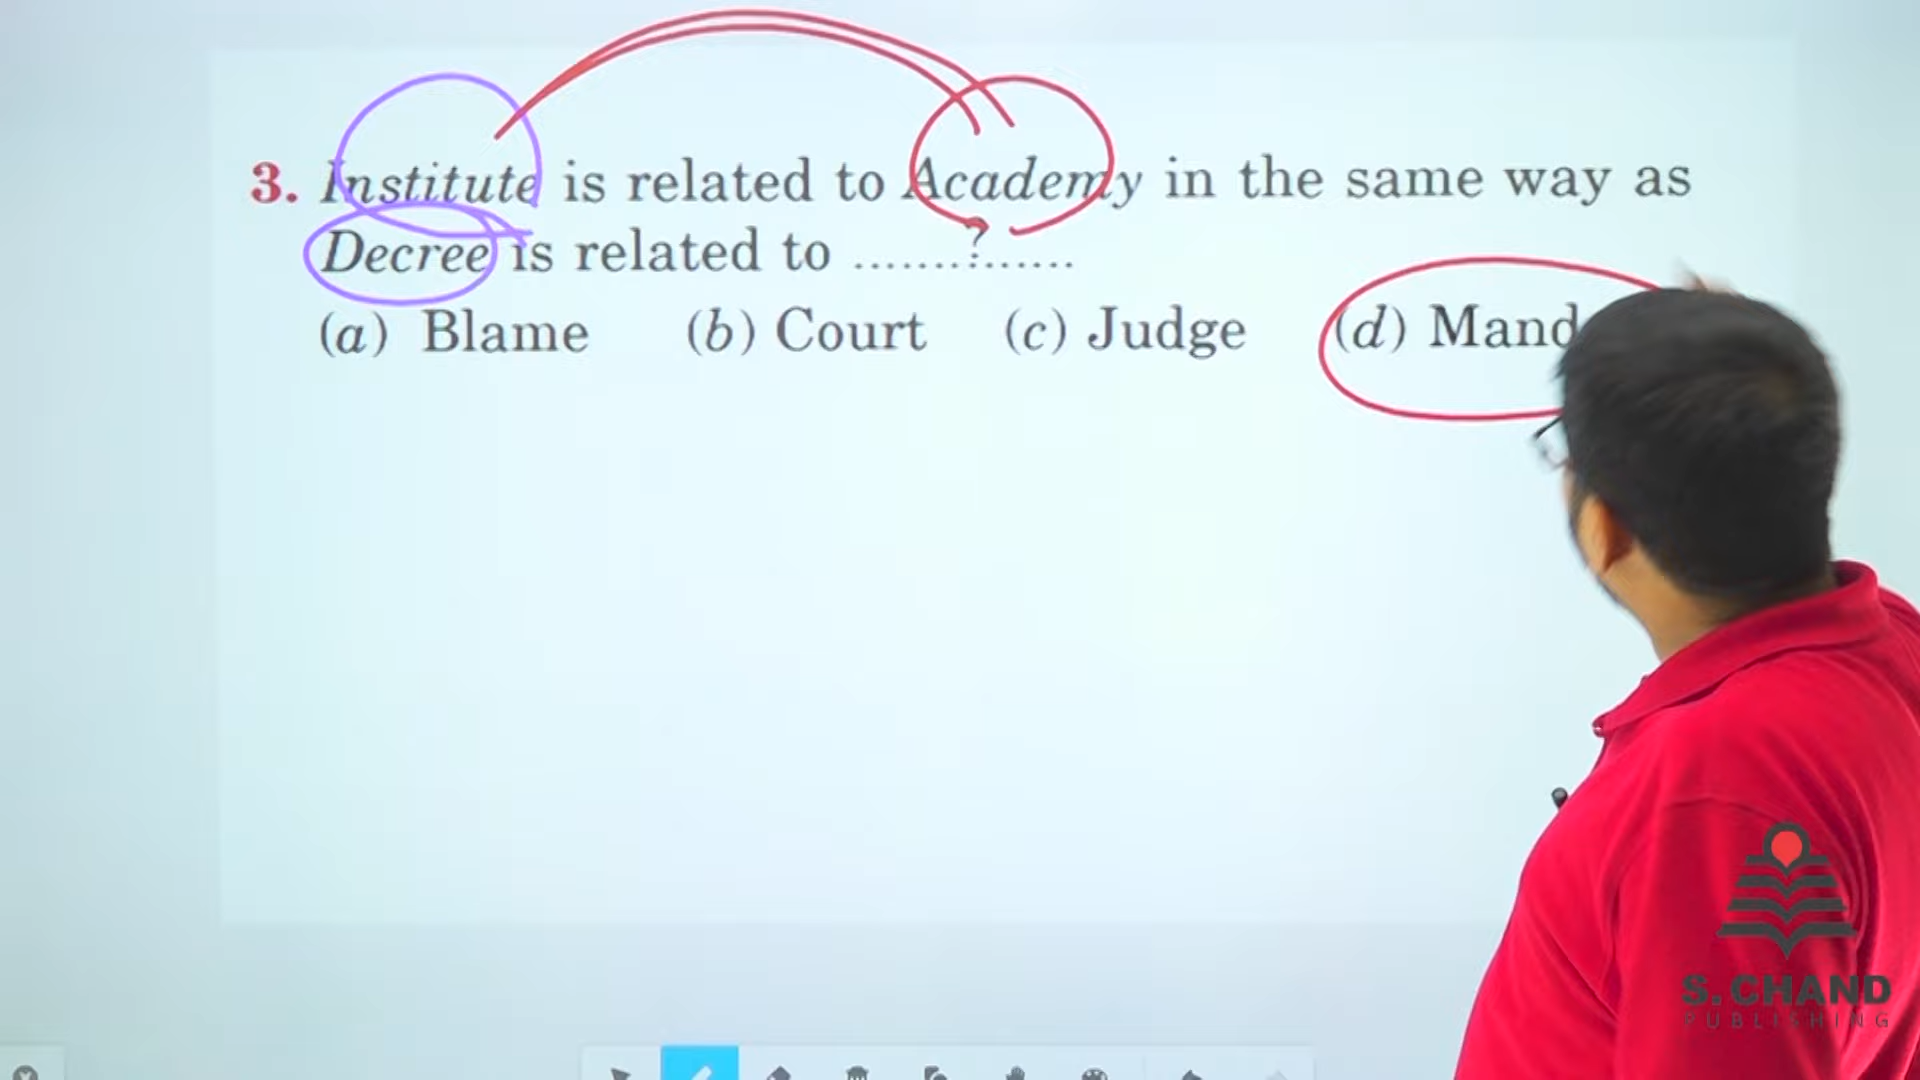 3. Institute is related to Academy in the same way as
Decree is related to .......?......
(a) Blame (b) Court (c) Judge (d)
S. CHAND
PUBLISHING